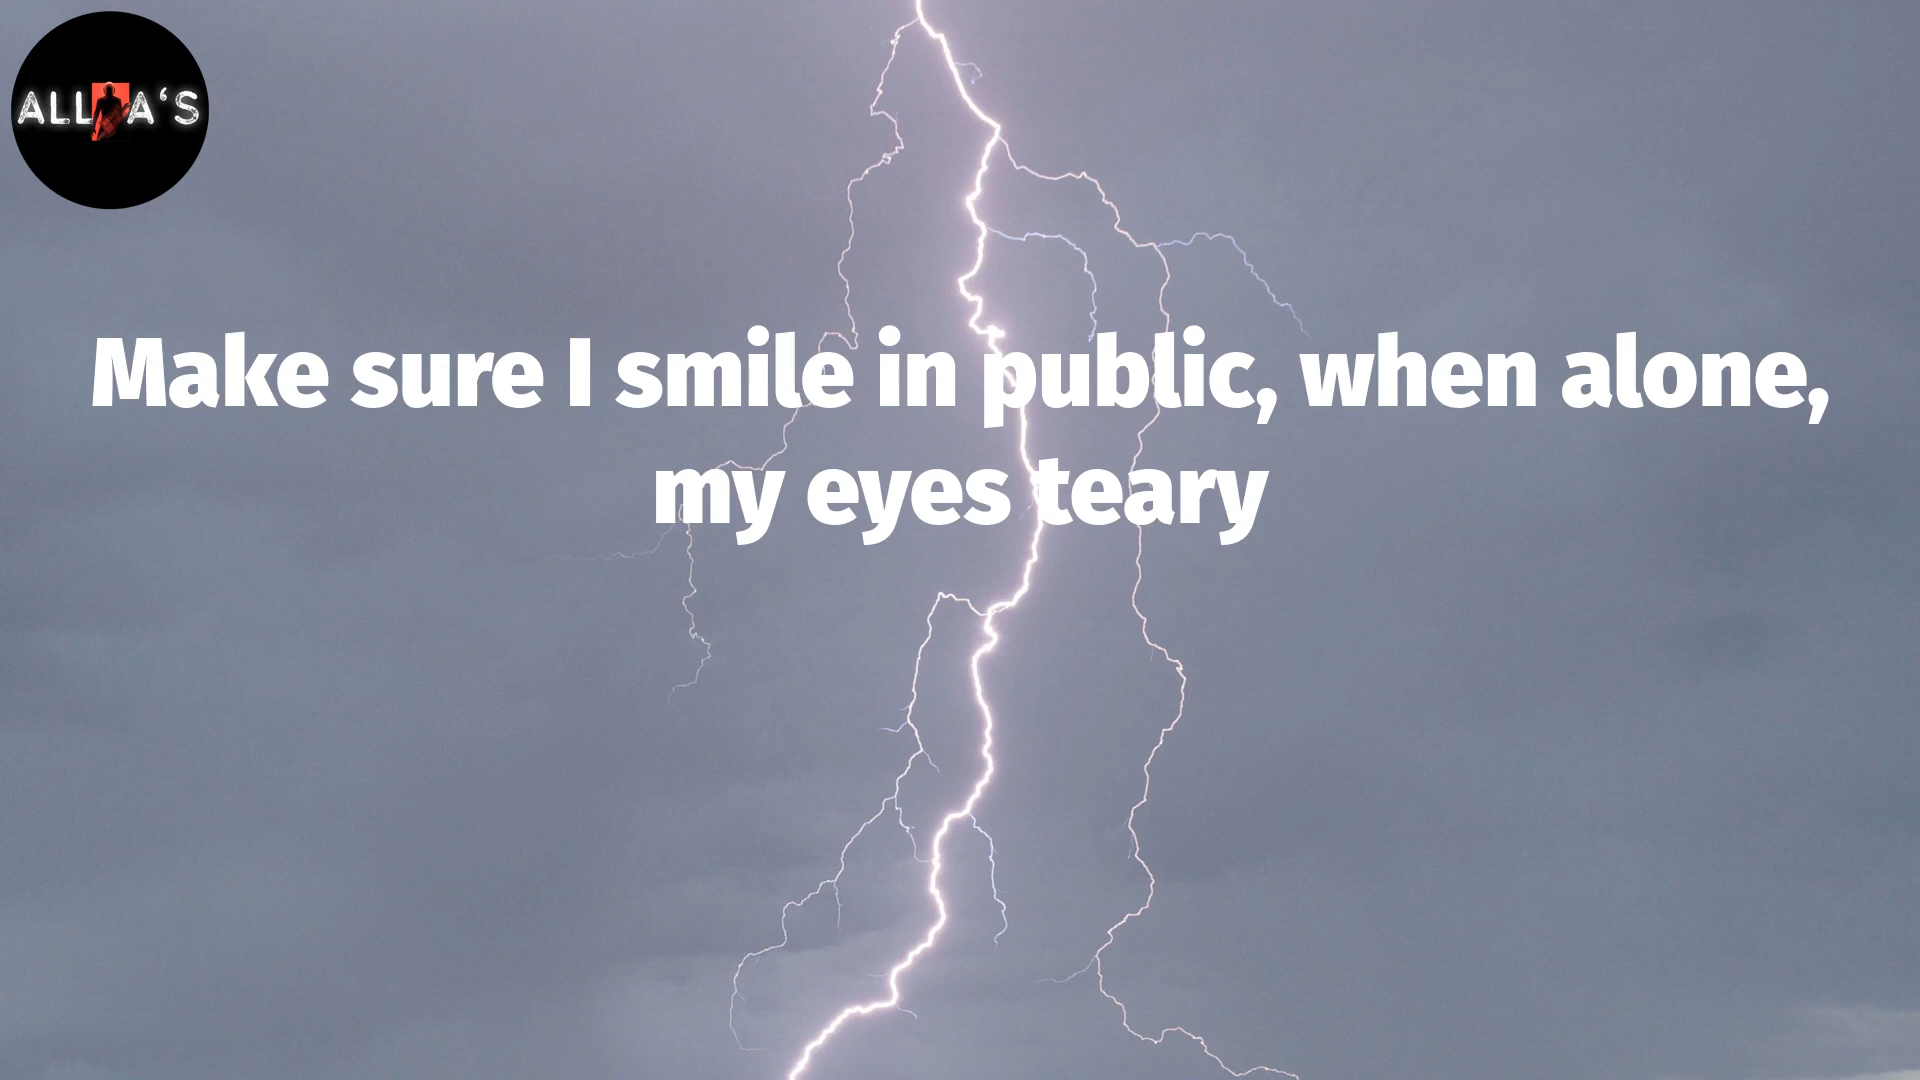 ALL A‘S
Make sure I smile in public, when alone,
my eyes teary